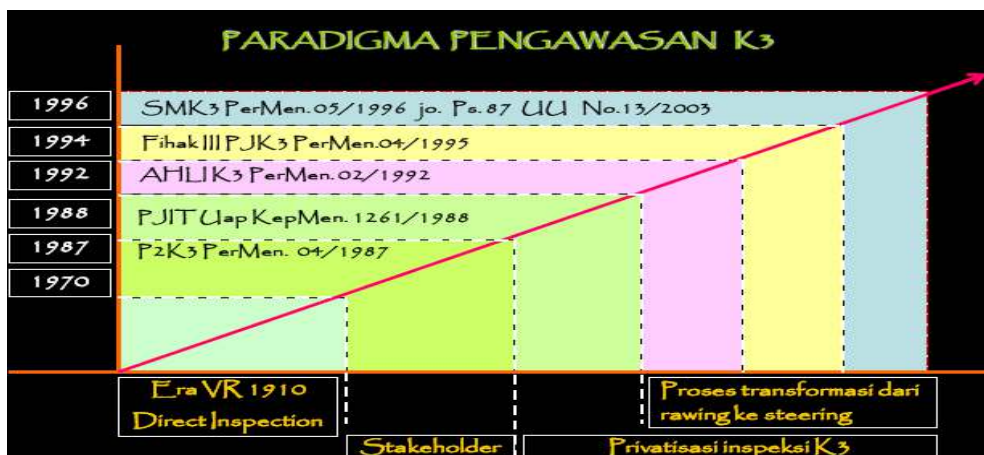 PARADIGMA PENGAWASAN K3
1996
SMK3 PerMen.05/1996 jo. Ps.87 UU No.13/2003
1994
Fihak III PJK3 PerMen.04/1995
1992
AHLI K3 PerMen.02/1992
1988
PJIT Uap KepMen. 1261/1988
1987
P2K3 PerMen. 04/1987
1970
Era VR 1910
Direct Inspection
Proses transformasi dari
rawing ke steering
Stakeholder
Privatisasi inspeksi K3